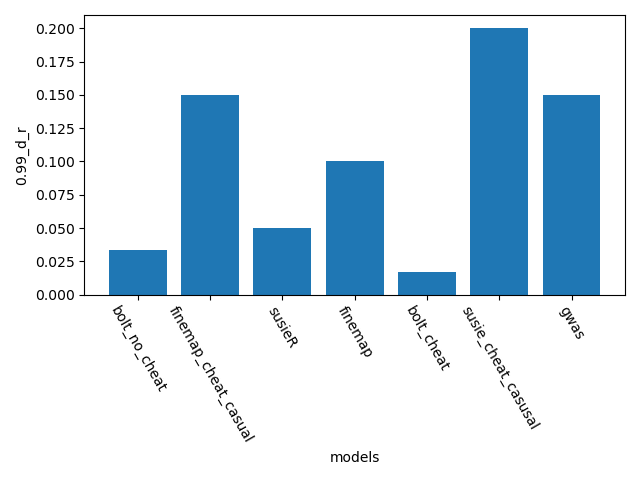 0.200
0.175
0.150
0.125
0.100
0.075
0.050
0.025
0.000
0.99_d_r
bolt_no_cheat
finemap_cheat_casual
susieR
finemap
bolt_cheat
susie_cheat_casusal
gwas
models